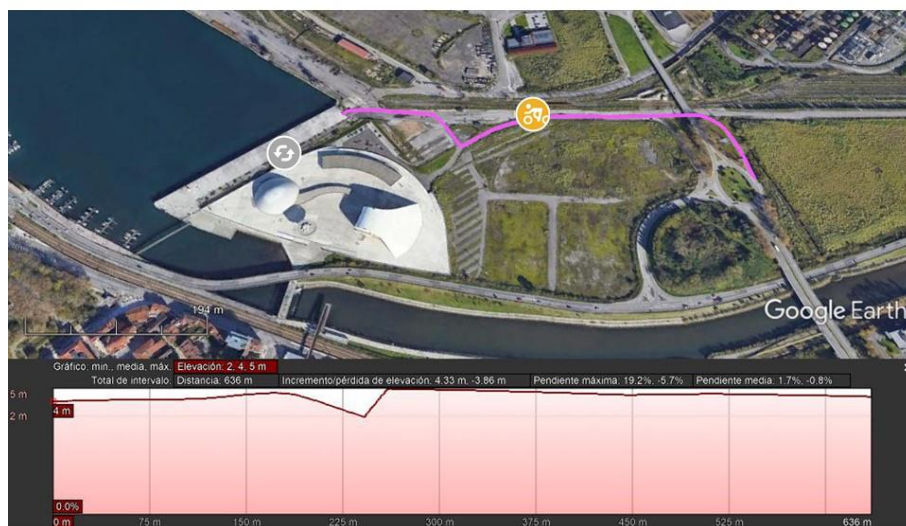 194 m
Google Earth
Gráfico. min., media, máx. Elevación: 2, 4, 5 m
Total de intervalo: Distancia: 636 m Incremento/pérdida de elevación: 4.33 m, -3.86 m Pendiente máxima: 19.2%, -5.7% Pendiente media: 1.7%, -0.8%
5 m
4 m
2 m
0.0%
0 m 75 m 150 m 225 m 300 m 375 m 450 m 525 m 636 m